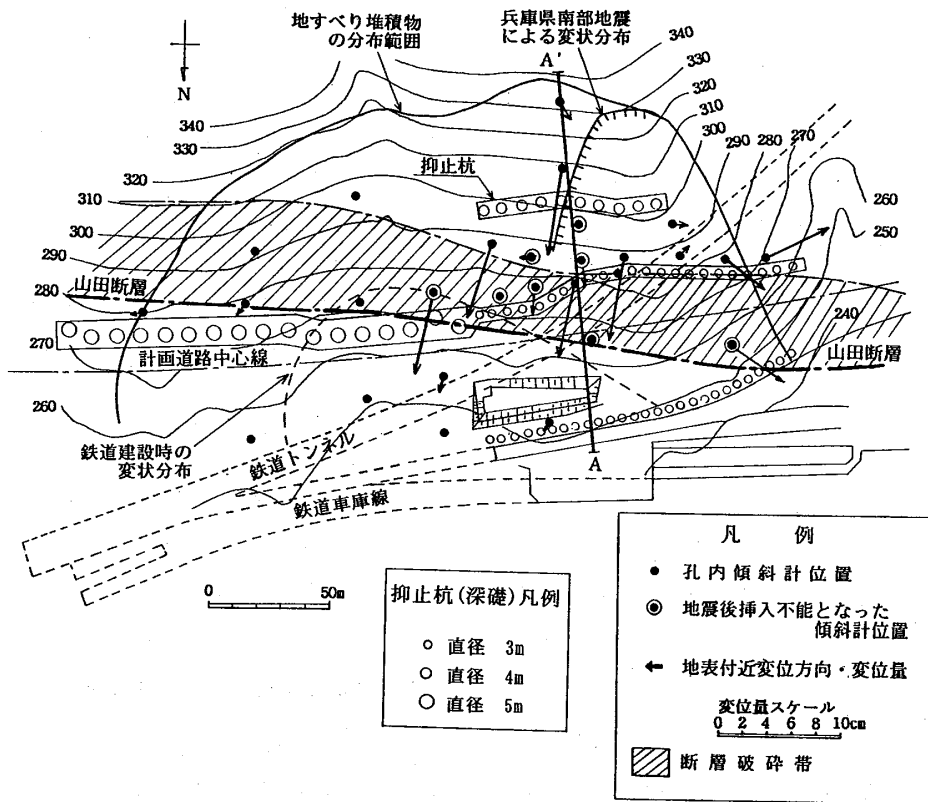 地すべり堆積物
の分布範囲
兵庫県南部地震
による変状分布
N
A'
340
330
320
310
300
290
280
270
260
250
240
340
330
320
310
300
290
280
270
260
抑止杭
山田断層
山田断層
計画道路中心線
鉄道建設時の
変状分布
鉄道トンネル
鉄道車庫線
A
0 50m
抑止杭(深礎)凡例
直径 3m
直径 4m
直径 5m
凡例
孔内傾斜計位置
地震後挿入不能となった
傾斜計位置
地表付近変位方向・変位量
変位量スケール
0 2 4 6 8 10cm
断層破砕帯